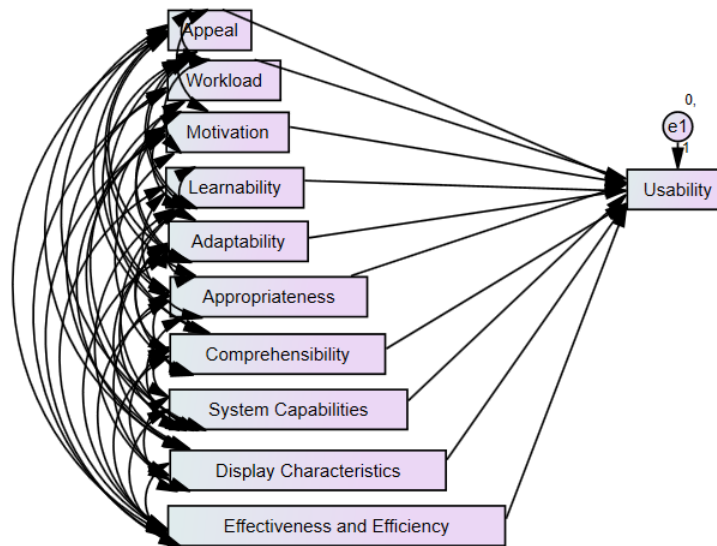 Appeal
Workload
Motivation
Learnability
Adaptability
Appropriateness
Comprehensibility
System Capabilities
Display Characteristics
Effectiveness and Efficiency
0,
e1
1
Usability